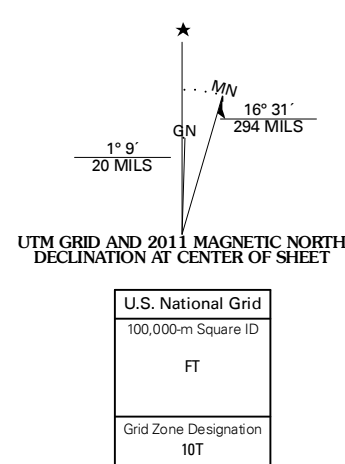 ★
MN
16° 31´
294 MILS
GN
1° 9´
20 MILS
UTM GRID AND 2011 MAGNETIC NORTH
DECLINATION AT CENTER OF SHEET
U.S. National Grid
100,000-m Square ID
FT
Grid Zone Designation
10T